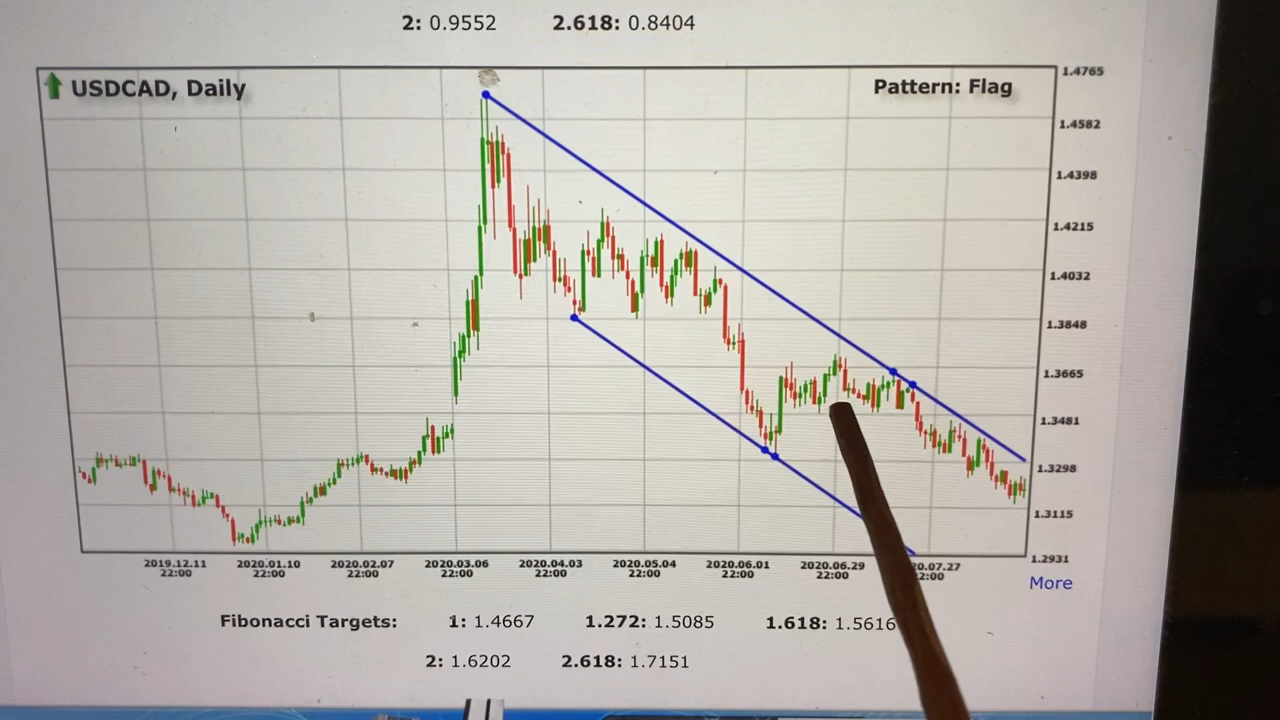 2: 0.9552 2.618: 0.8404
USDCAD, Daily
Pattern: Flag
1.4765
1.4582
1.4398
1.4215
1.4032
1.3848
1.3665
1.3481
1.3298
1.3115
1.2931
2019.12.11 2020.01.10 2020.02.07 2020.03.06 2020.04.03 2020.05.04 2020.06.01 2020.06.29 20.07.27
22:00 22:00 22:00 22:00 22:00 22:00 22:00 22:00 22:00
More
Fibonacci Targets: 1: 1.4667 1.272: 1.5085 1.618: 1.5616
2: 1.6202 2.618: 1.7151